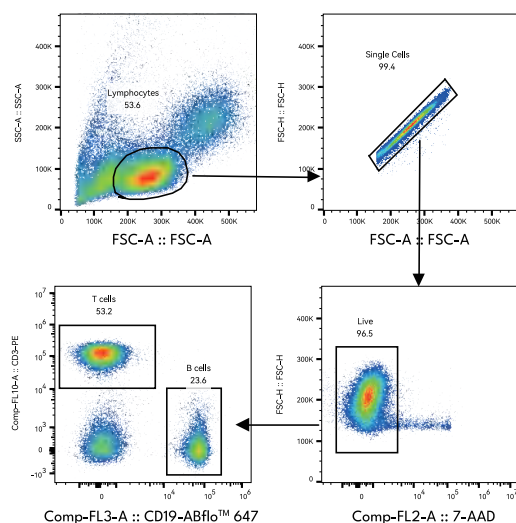 400K
300K
200K
100K
0
SSC-A :: SSC-A
Lymphocytes
53.6
0 100K 200K 300K 400K 500K
FSC-A :: FSC-A
400K
300K
200K
100K
0
FSC-H :: FSC-H
Single Cells
99.4
0 100K 200K 300K 400K 500K
FSC-A :: FSC-A
10⁷
10⁶
10⁵
10⁴
10³
0
-10³
Comp-FL10-A :: CD3-PE
T cells
53.2
B cells
23.6
0 10⁴ 10⁵ 10⁶
Comp-FL3-A :: CD19-ABflo™ 647
400K
300K
200K
100K
0
FSC-H :: FSC-H
Live
96.5
0 10⁴ 10⁵ 10⁶
Comp-FL2-A :: 7-AAD